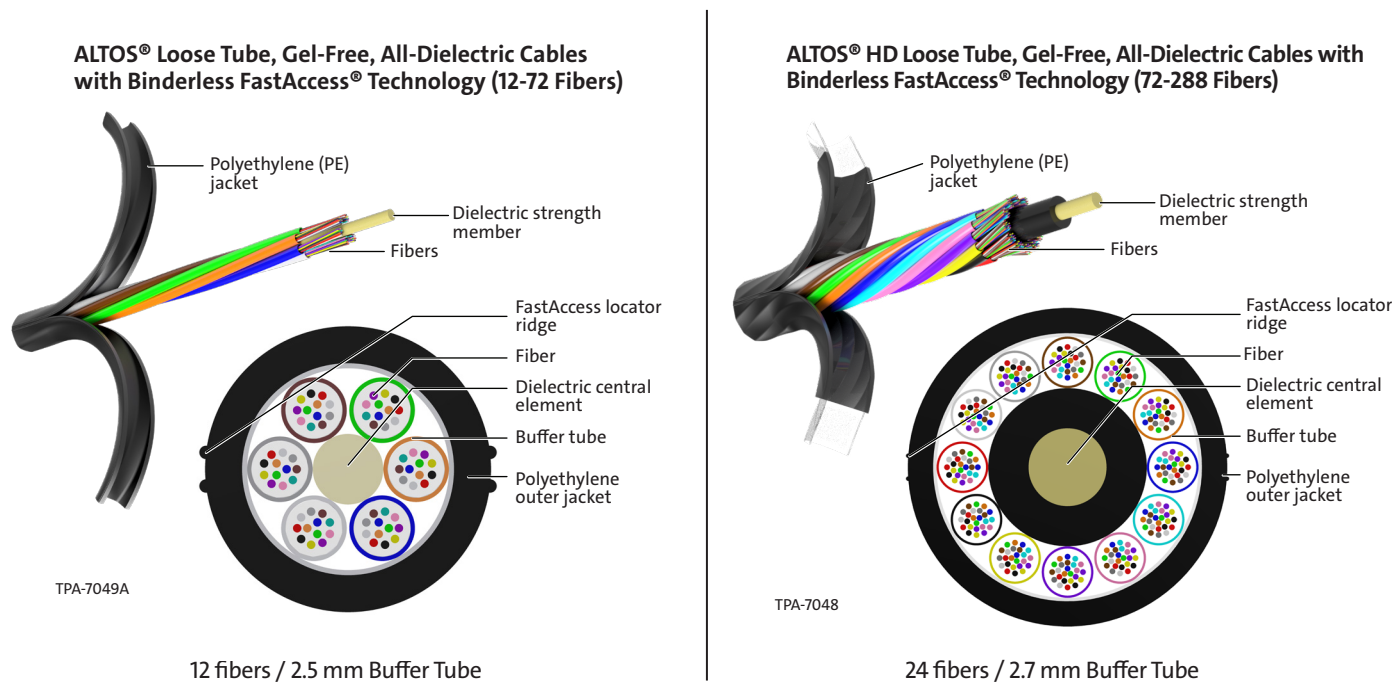 ALTOS® Loose Tube, Gel-Free, All-Dielectric Cables
with Binderless FastAccess® Technology (12-72 Fibers)
Polyethylene (PE)
jacket
Dielectric strength
member
Fibers
FastAccess locator
ridge
Fiber
Dielectric central
element
Buffer tube
Polyethylene
outer jacket
TPA-7049A
12 fibers / 2.5 mm Buffer Tube
ALTOS® HD Loose Tube, Gel-Free, All-Dielectric Cables with
Binderless FastAccess® Technology (72-288 Fibers)
Polyethylene (PE)
jacket
Dielectric strength
member
Fibers
FastAccess locator
ridge
Fiber
Dielectric central
element
Buffer tube
Polyethylene
outer jacket
TPA-7048
24 fibers / 2.7 mm Buffer Tube